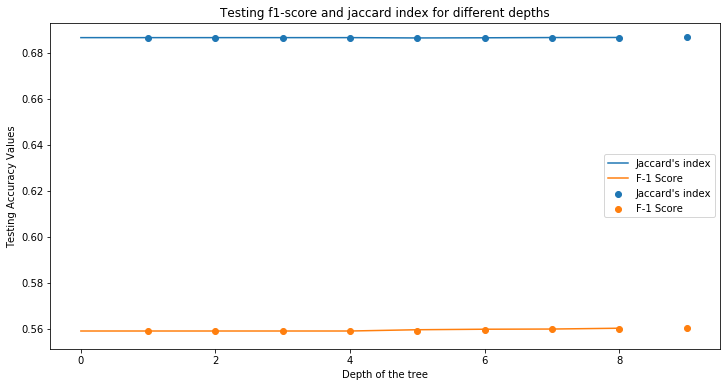 Testing f1-score and jaccard index for different depths
0.68
0.66
0.64
0.62
0.60
0.58
0.56
Testing Accuracy Values
Jaccard's index
F-1 Score
Jaccard's index
F-1 Score
0 2 4 6 8
Depth of the tree